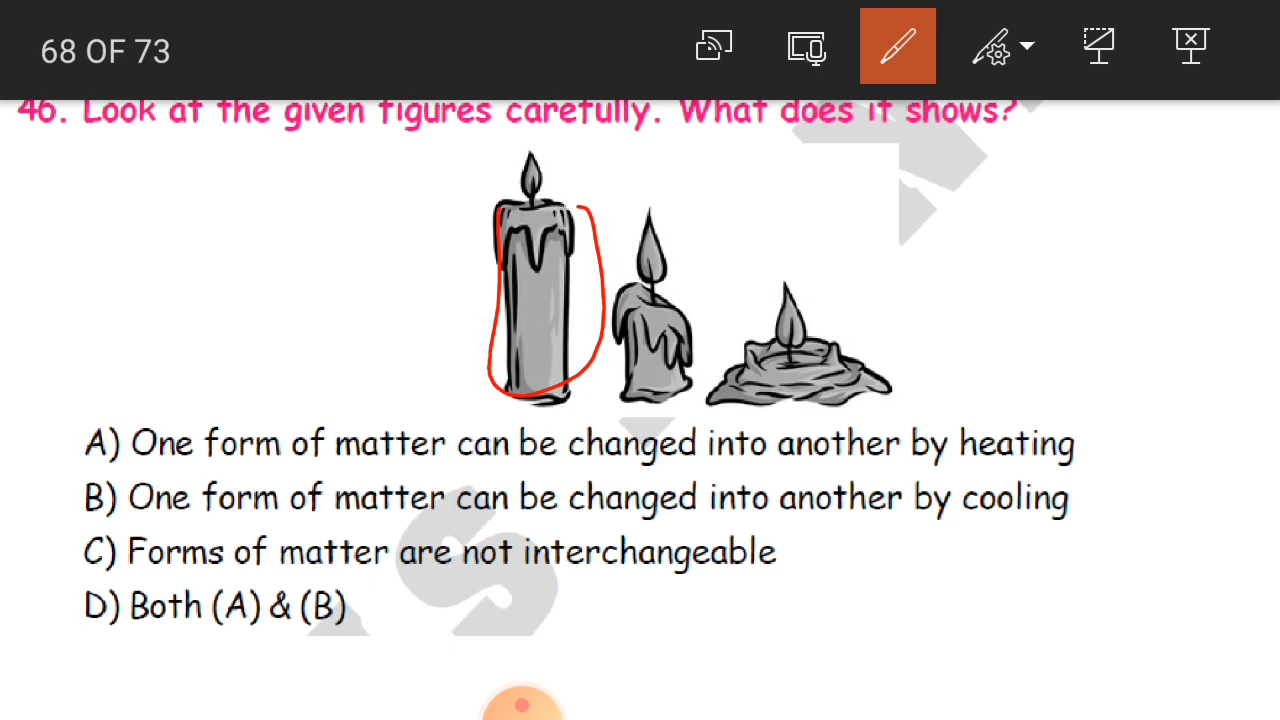 68 OF 73
46. Look at the given figures carefully. What does it shows?
A) One form of matter can be changed into another by heating
B) One form of matter can be changed into another by cooling
C) Forms of matter are not interchangeable
D) Both (A) & (B)